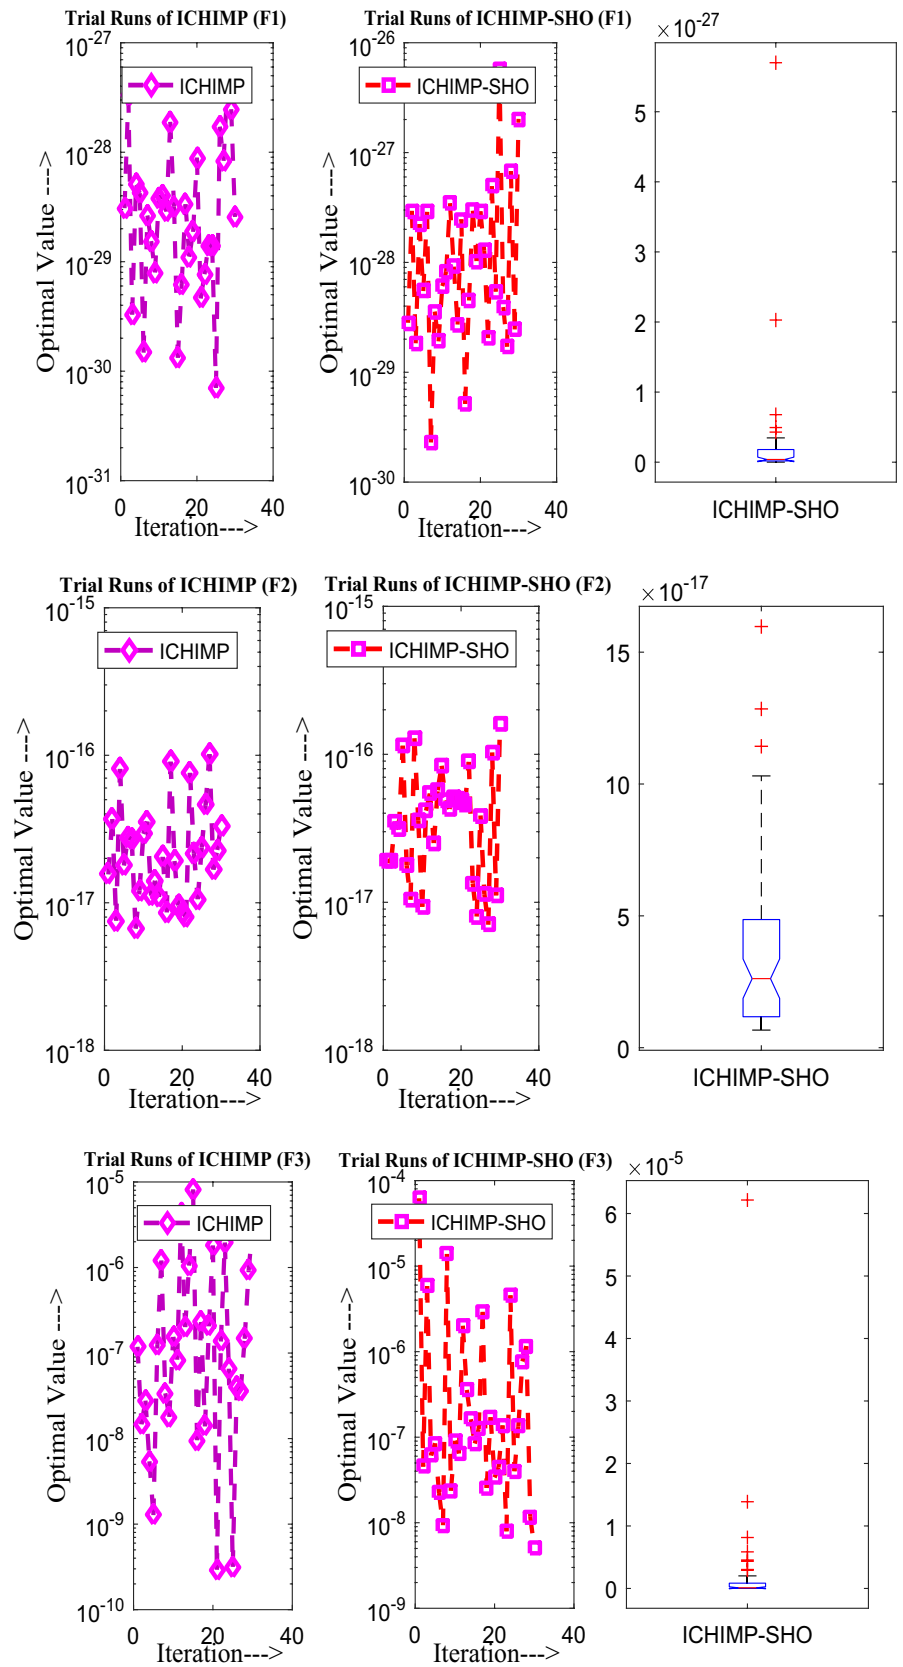 Trial Runs of ICHIMP (F1)
10-27
10-28
10-29
10-30
10-31
Optimal Value --->
ICHIMP
0 20 40
Iteration--->
Trial Runs of ICHIMP-SHO (F1)
10-26
10-27
10-28
10-29
10-30
Optimal Value --->
ICHIMP-SHO
0 20 40
Iteration--->
×10-27
5
4
3
2
1
0
ICHIMP-SHO
Trial Runs of ICHIMP (F2)
10-15
10-16
10-17
10-18
Optimal Value --->
ICHIMP
0 20 40
Iteration--->
Trial Runs of ICHIMP-SHO (F2)
10-15
10-16
10-17
10-18
Optimal Value --->
ICHIMP-SHO
0 20 40
Iteration--->
×10-17
15
10
5
0
ICHIMP-SHO
Trial Runs of ICHIMP (F3)
10-5
10-6
10-7
10-8
10-9
10-10
Optimal Value --->
ICHIMP
0 20 40
Iteration--->
Trial Runs of ICHIMP-SHO (F3)
10-4
10-5
10-6
10-7
10-8
10-9
Optimal Value --->
ICHIMP-SHO
0 20 40
Iteration--->
×10-5
6
5
4
3
2
1
0
ICHIMP-SHO